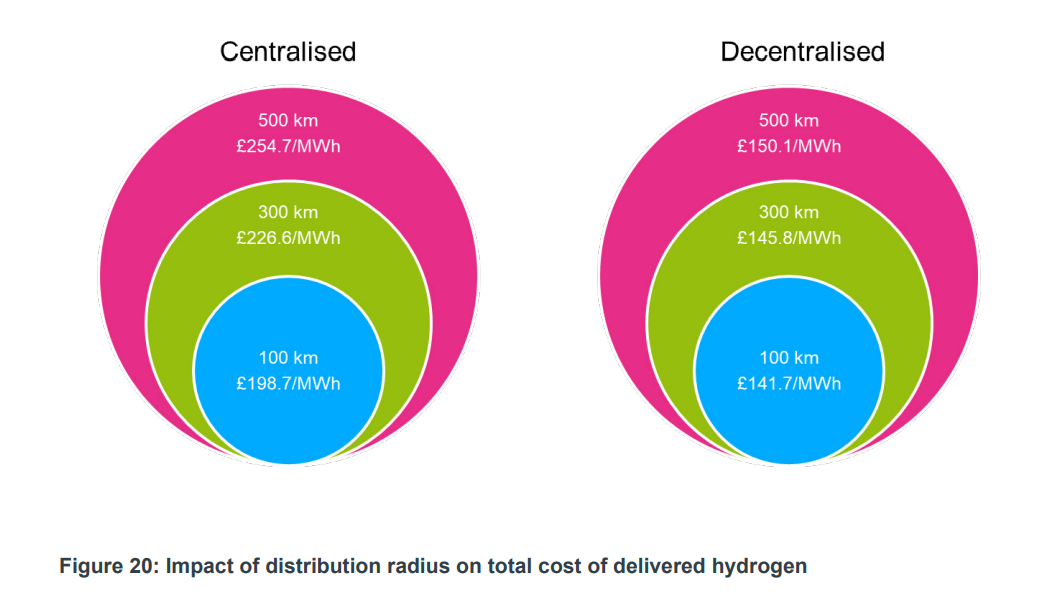 Centralised
500 km
£254.7/MWh
300 km
£226.6/MWh
100 km
£198.7/MWh
Decentralised
500 km
£150.1/MWh
300 km
£145.8/MWh
100 km
£141.7/MWh
Figure 20: Impact of distribution radius on total cost of delivered hydrogen